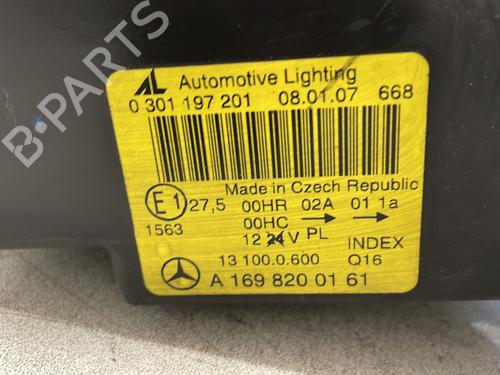 AL Automotive Lighting
0 301 197 201 08.01.07 668
Made in Czech Republic
E1 27,5 00HR 02A 01 1a
1563 00HC → →
12 24 V PL INDEX
13 100.0.600 Q16
A 169 820 01 61
B-PARTS